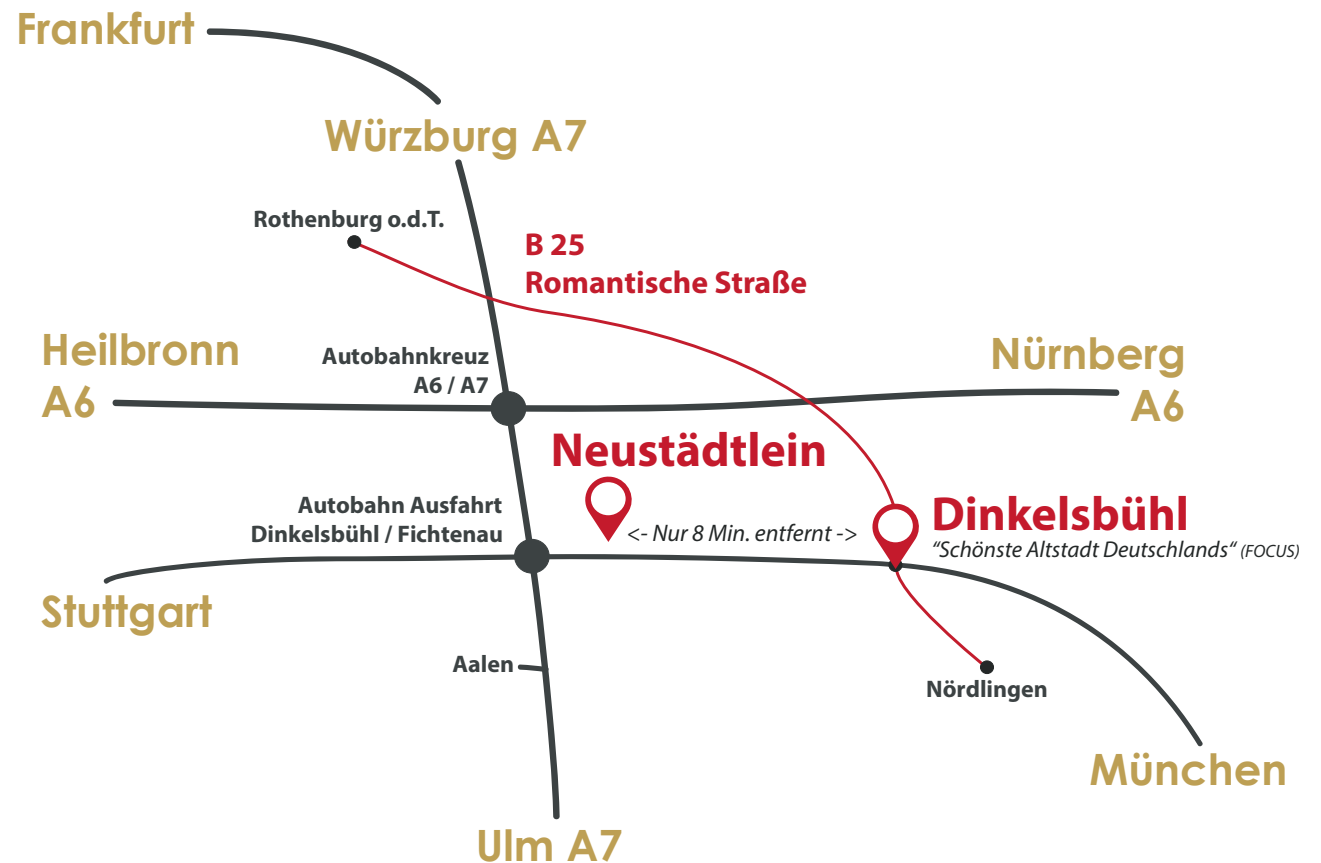 Frankfurt
Würzburg A7
Rothenburg o.d.T.
B 25
Romantische Straße
Heilbronn
A6
Autobahnkreuz
A6 / A7
Nürnberg
A6
Neustädtlein
Autobahn Ausfahrt
Dinkelsbühl / Fichtenau
<- Nur 8 Min. entfernt ->
Dinkelsbühl
“Schönste Altstadt Deutschlands“ (FOCUS)
Stuttgart
Aalen
Nördlingen
München
Ulm A7